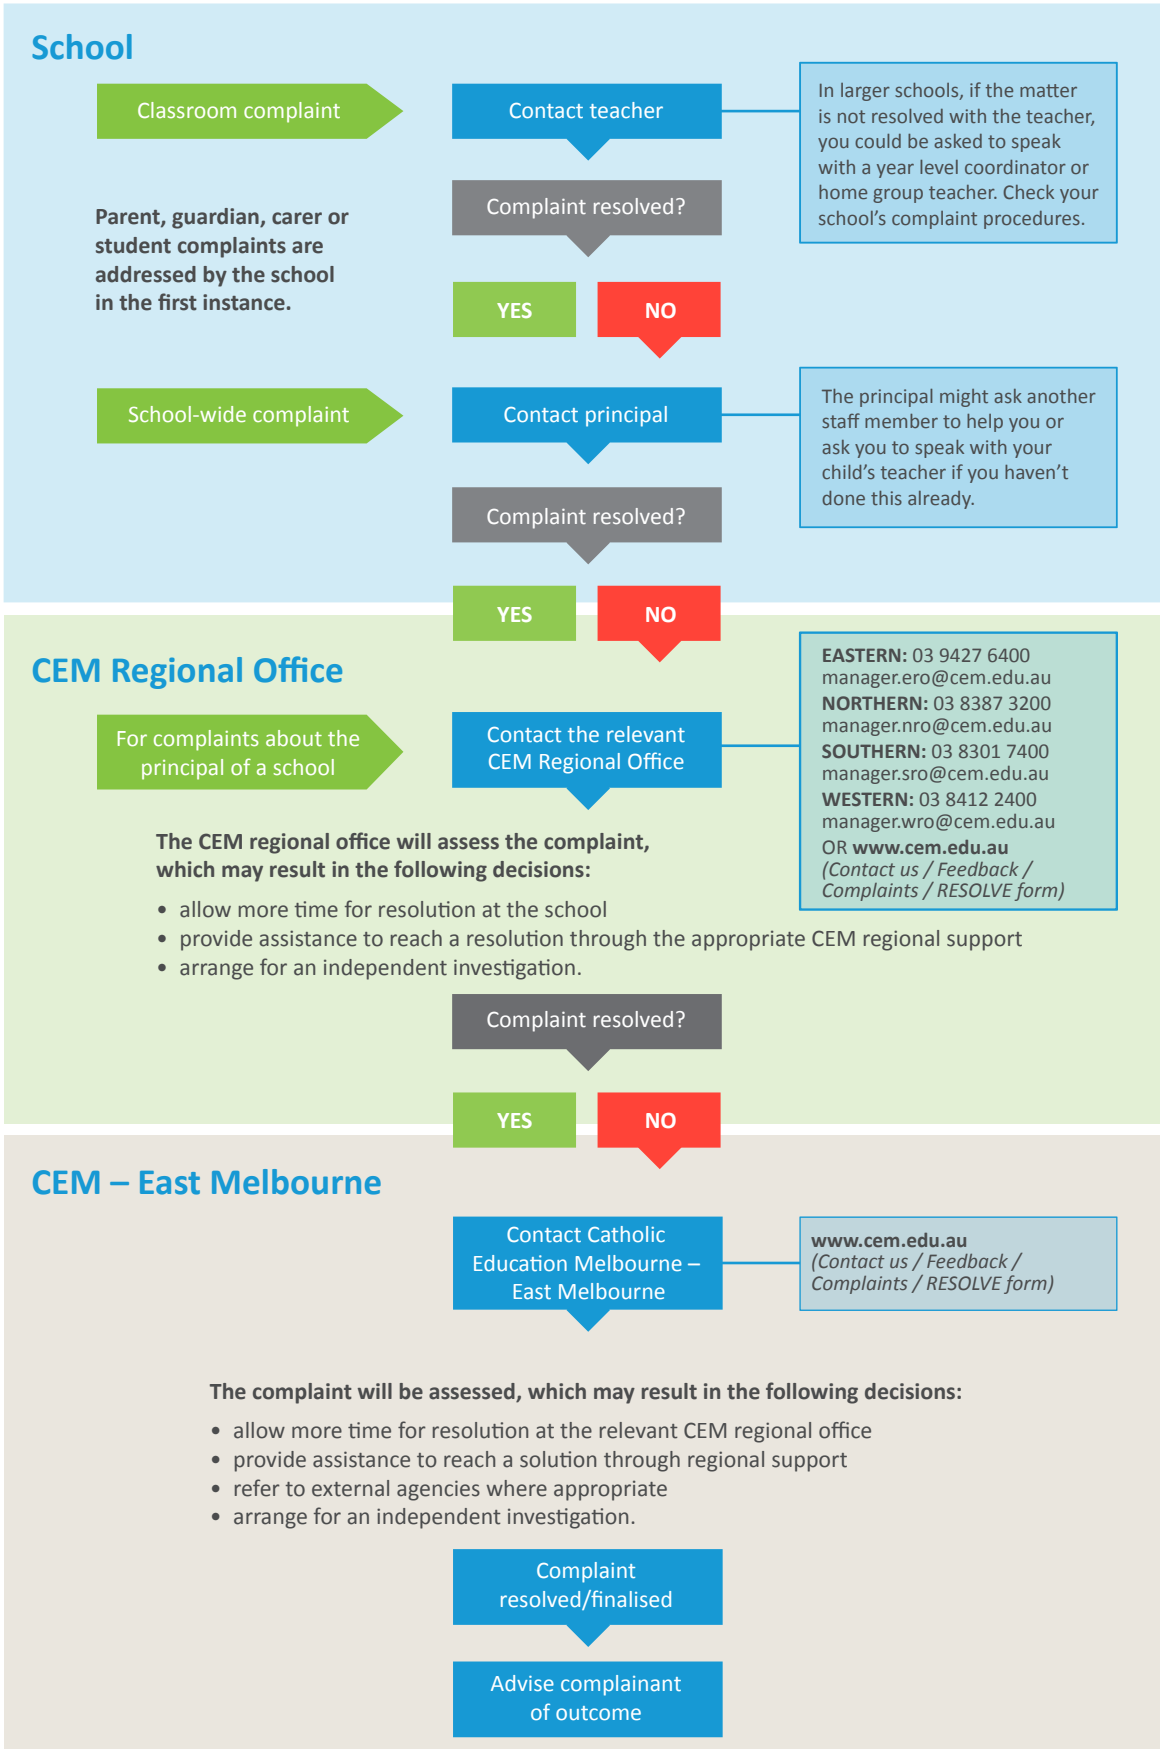 School
Classroom complaint
Contact teacher
In larger schools, if the matter
is not resolved with the teacher,
you could be asked to speak
with a year level coordinator or
home group teacher. Check your
school’s complaint procedures.
Parent, guardian, carer or
student complaints are
addressed by the school
in the first instance.
Complaint resolved?
YES
NO
School-wide complaint
Contact principal
The principal might ask another
staff member to help you or
ask you to speak with your
child’s teacher if you haven’t
done this already.
Complaint resolved?
YES
NO
CEM Regional Office
For complaints about the
principal of a school
Contact the relevant
CEM Regional Office
EASTERN: 03 9427 6400
manager.ero@cem.edu.au
NORTHERN: 03 8387 3200
manager.nro@cem.edu.au
SOUTHERN: 03 8301 7400
manager.sro@cem.edu.au
WESTERN: 03 8412 2400
manager.wro@cem.edu.au
OR www.cem.edu.au
(Contact us / Feedback /
Complaints / RESOLVE form)
The CEM regional office will assess the complaint,
which may result in the following decisions:
• allow more time for resolution at the school
• provide assistance to reach a resolution through the appropriate CEM regional support
• arrange for an independent investigation.
Complaint resolved?
YES
NO
CEM – East Melbourne
Contact Catholic
Education Melbourne –
East Melbourne
www.cem.edu.au
(Contact us / Feedback /
Complaints / RESOLVE form)
The complaint will be assessed, which may result in the following decisions:
• allow more time for resolution at the relevant CEM regional office
• provide assistance to reach a solution through regional support
• refer to external agencies where appropriate
• arrange for an independent investigation.
Complaint
resolved/finalised
Advise complainant
of outcome